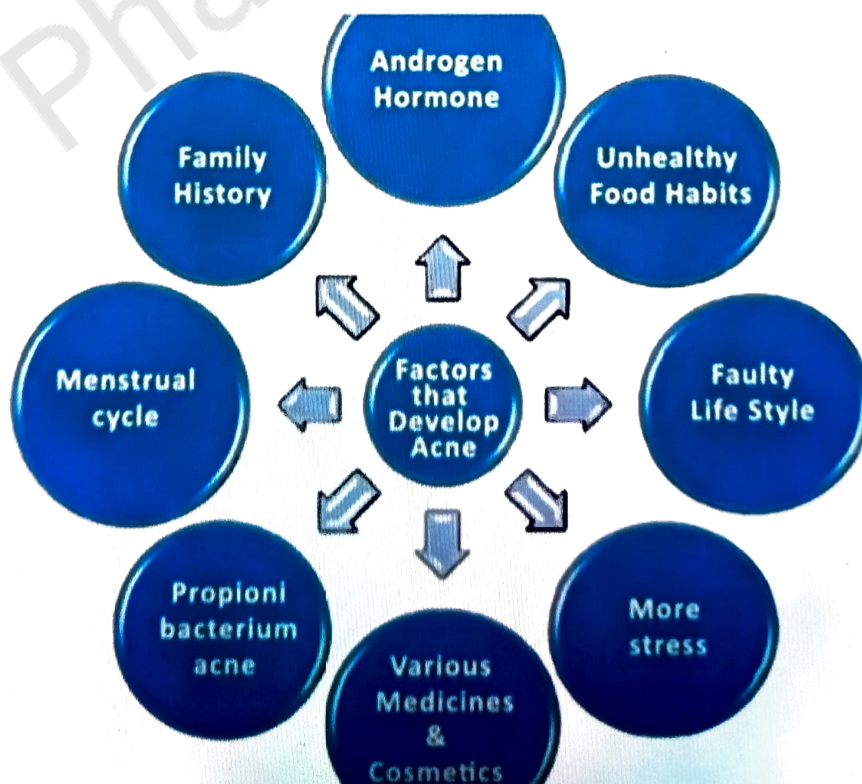 Androgen
Hormone
Unhealthy
Food Habits
Faulty
Life Style
More
stress
Various
Medicines
&
Cosmetics
Propioni
bacterium
acne
Menstrual
cycle
Family
History
Factors
that
Develop
Acne